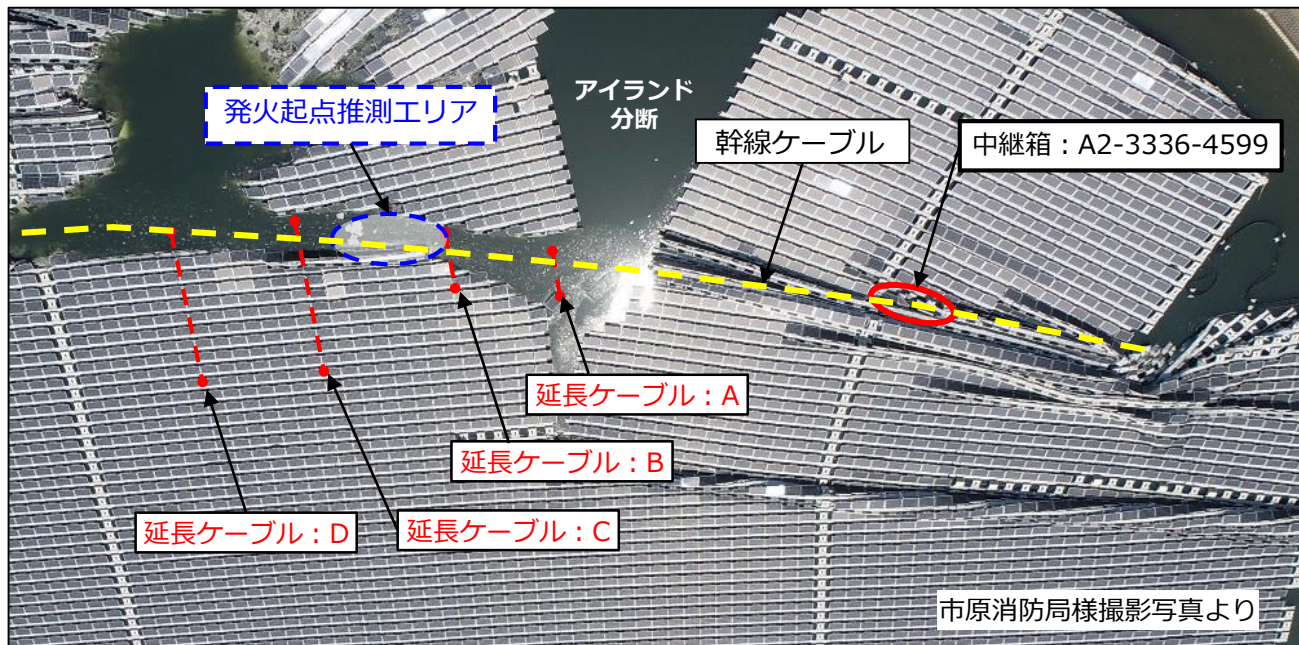 アイランド
分断
発火起点推測エリア
幹線ケーブル
中継箱：A2-3336-4599
延長ケーブル：A
延長ケーブル：B
延長ケーブル：C
延長ケーブル：D
市原消防局様撮影写真より